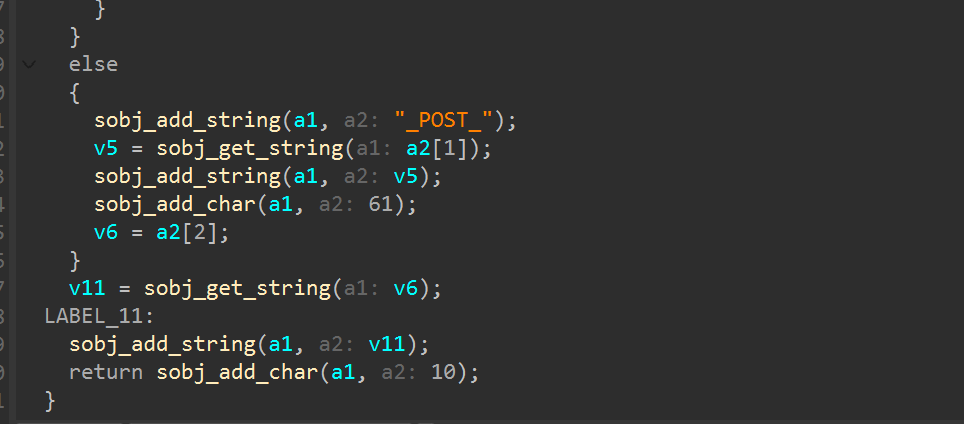 }
}
else
{
sobj_add_string(a1, a2: "_POST_");
v5 = sobj_get_string(a1: a2[1]);
sobj_add_string(a1, a2: v5);
sobj_add_char(a1, a2: 61);
v6 = a2[2];
}
v11 = sobj_get_string(a1: v6);
LABEL_11:
sobj_add_string(a1, a2: v11);
return sobj_add_char(a1, a2: 10);
}